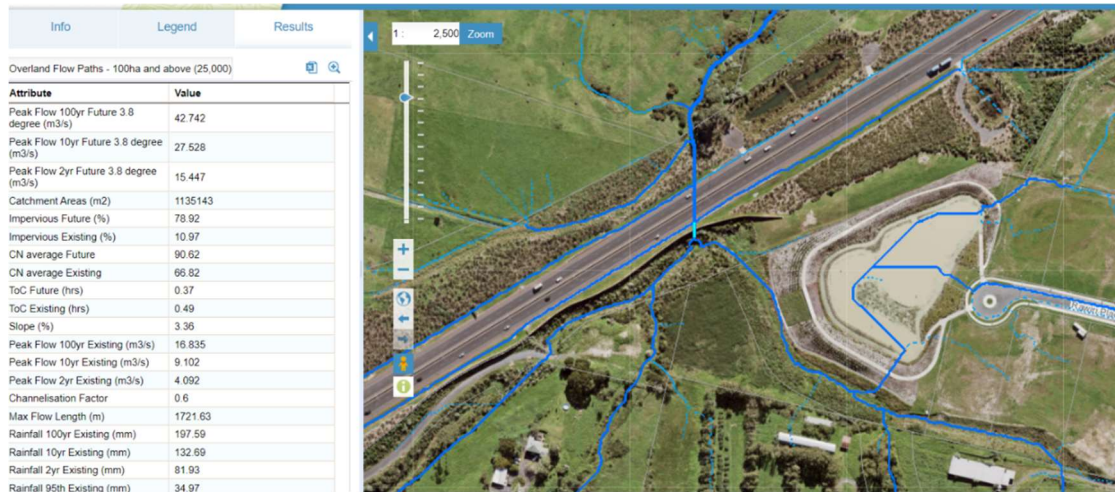 Info Legend Results
1 : 2,500 Zoom
Overland Flow Paths - 100ha and above (25,000)
Attribute Value
Peak Flow 100yr Future 3.8
degree (m3/s) 42.742
Peak Flow 10yr Future 3.8 degree
(m3/s) 27.528
Peak Flow 2yr Future 3.8 degree
(m3/s) 15.447
Catchment Areas (m2) 1135143
Impervious Future (%) 78.92
Impervious Existing (%) 10.97
CN average Future 90.62
CN average Existing 66.82
ToC Future (hrs) 0.37
ToC Existing (hrs) 0.49
Slope (%) 3.36
Peak Flow 100yr Existing (m3/s) 16.835
Peak Flow 10yr Existing (m3/s) 9.102
Peak Flow 2yr Existing (m3/s) 4.092
Channelisation Factor 0.6
Max Flow Length (m) 1721.63
Rainfall 100yr Existing (mm) 197.59
Rainfall 10yr Existing (mm) 132.69
Rainfall 2yr Existing (mm) 81.93
Rainfall 95th Existing (mm) 34.97